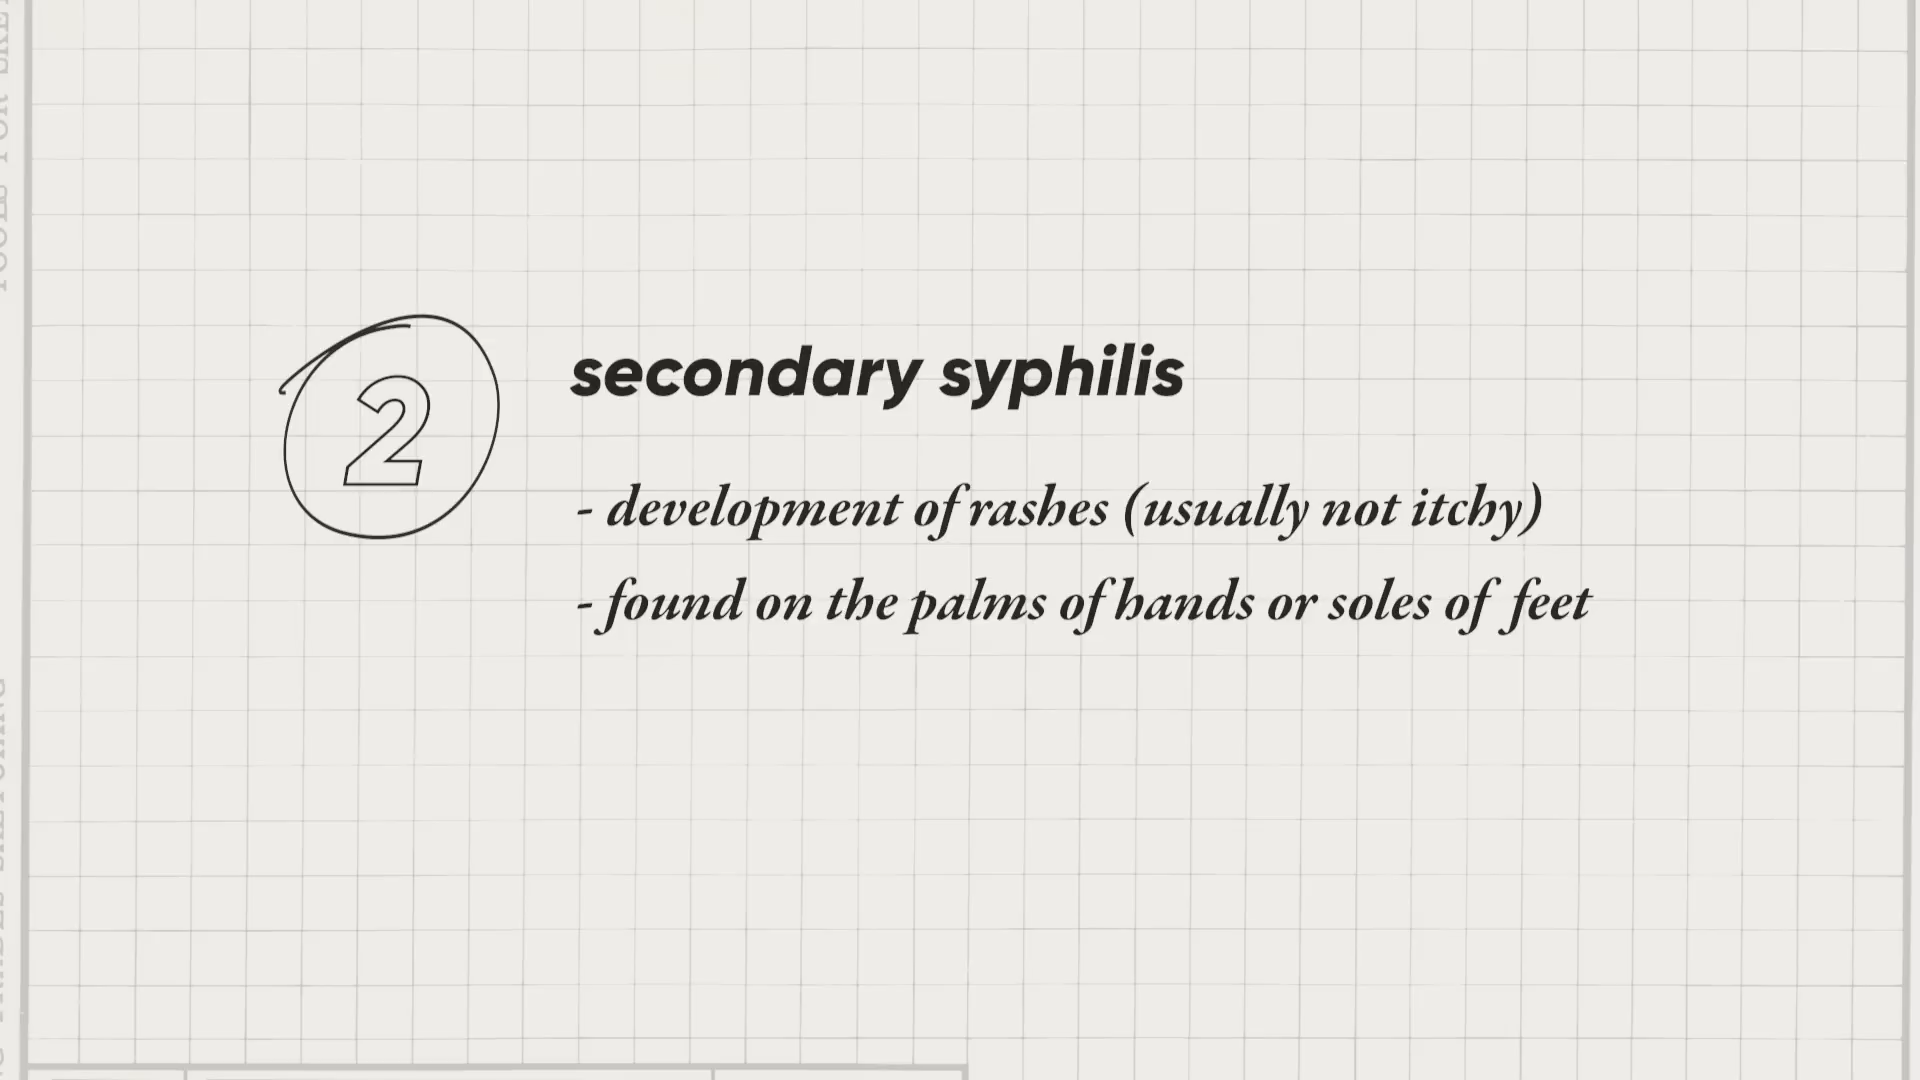 2
secondary syphilis
- development of rashes (usually not itchy)
- found on the palms of hands or soles of feet